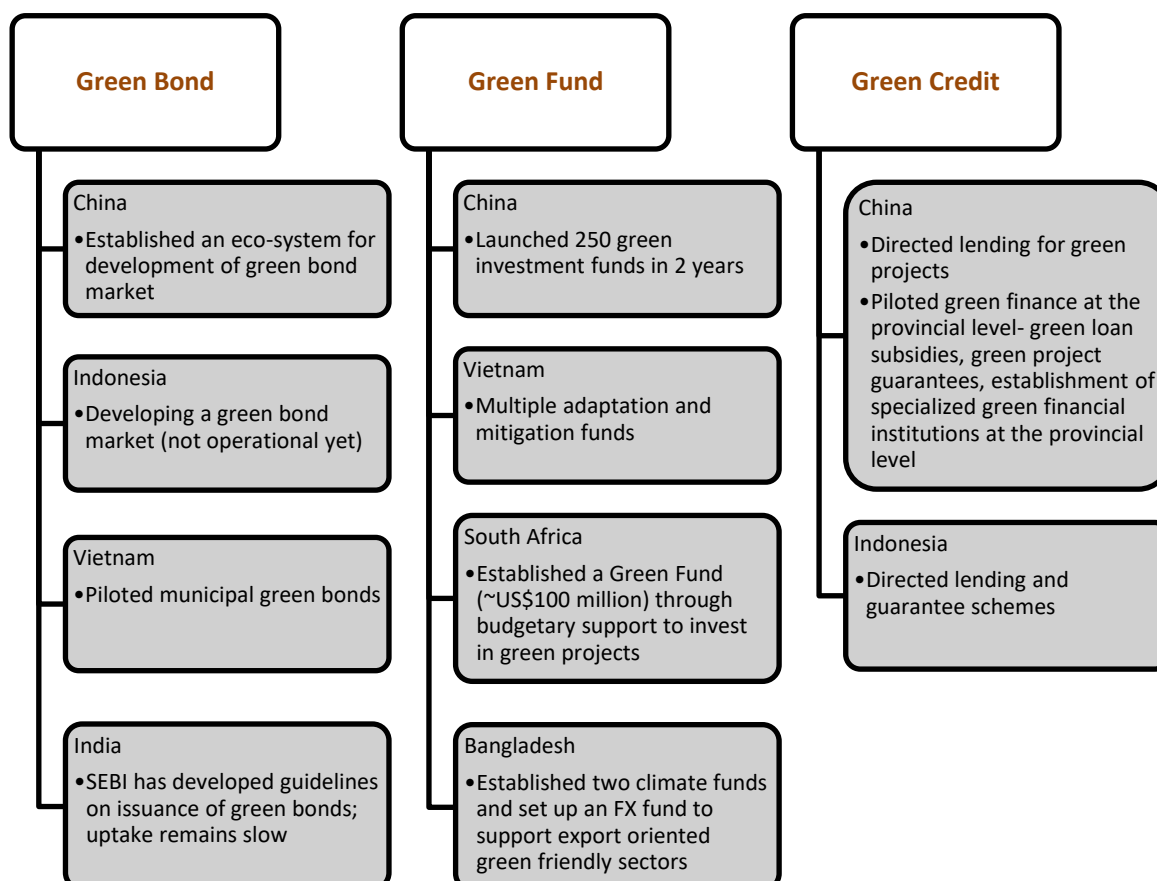 Green Bond
China
•Established an eco-system for
development of green bond
market
Indonesia
•Developing a green bond
market (not operational yet)
Vietnam
•Piloted municipal green bonds
India
•SEBI has developed guidelines
on issuance of green bonds;
uptake remains slow
Green Fund
China
•Launched 250 green
investment funds in 2 years
Vietnam
•Multiple adaptation and
mitigation funds
South Africa
•Established a Green Fund
(~US$100 million) through
budgetary support to invest
in green projects
Bangladesh
•Established two climate funds
and set up an FX fund to
support export oriented
green friendly sectors
Green Credit
China
•Directed lending for green
projects
•Piloted green finance at the
provincial level- green loan
subsidies, green project
guarantees, establishment of
specialized green financial
institutions at the provincial
level
Indonesia
•Directed lending and
guarantee schemes